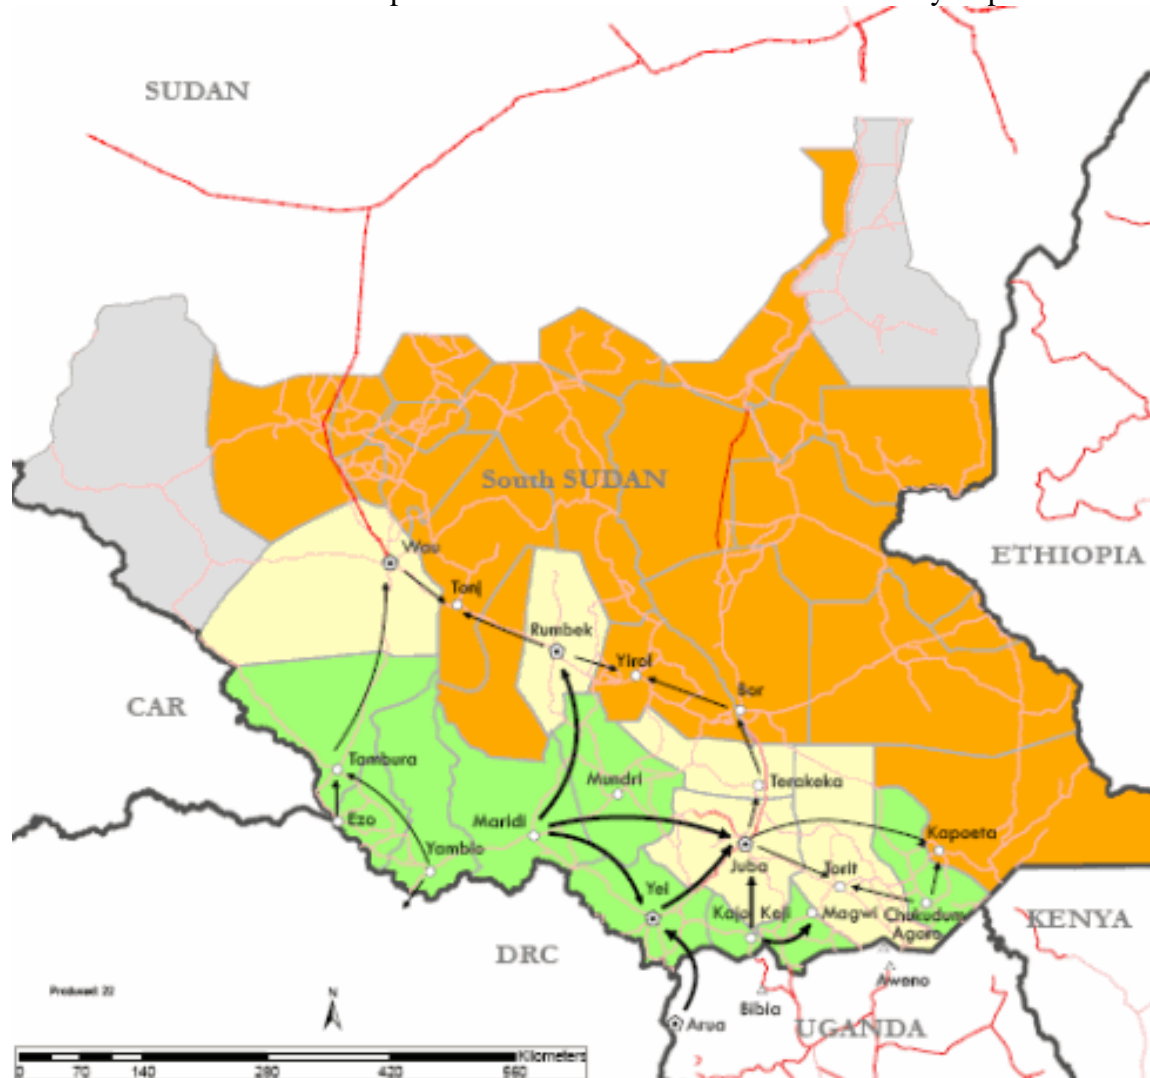 SUDAN
South SUDAN
ETHIOPIA
Wau
Tonj
Rumbek
Yirol
Bor
CAR
Tambura
Mundri
Terakeka
Ezo
Maridi
Kapoeta
Yambio
Juba
Torit
Yei
Kajo Keji
Magwi
Chukudum
Agoro
KENYA
DRC
Aweno
Produced: 22
N
Bibia
Arua
UGANDA
Kilometers
0 70 140 280 420 560